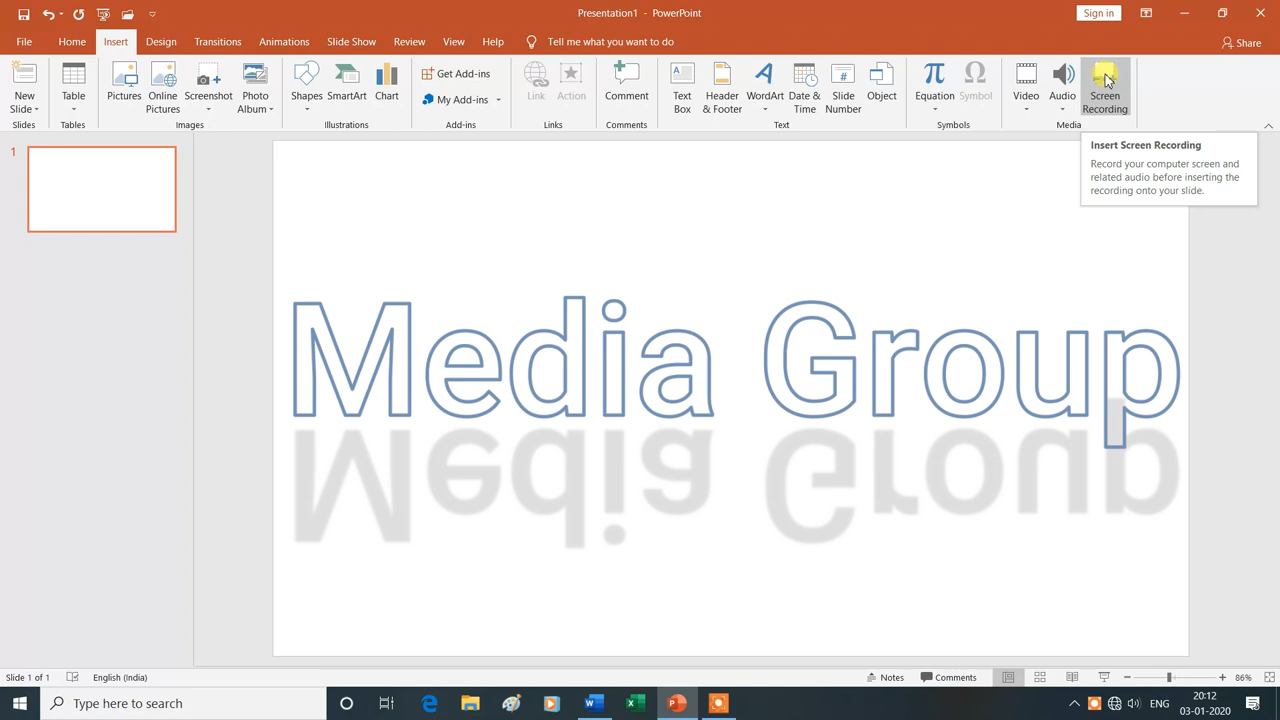 Presentation1 - PowerPoint
Sign in
File Home Insert Design Transitions Animations Slide Show Review View Help Tell me what you want to do
Share
New Slide
Table
Pictures
Online Pictures
Screenshot
Photo Album
Shapes
SmartArt
Chart
Get Add-ins
My Add-ins
Link
Action
Comment
Text Box
Header & Footer
WordArt
Date & Time
Slide Number
Object
π
Equation
Ω
Symbol
Video
Audio
Screen Recording
Slides Tables Images Illustrations Add-ins Links Comments Text Symbols Media
Insert Screen Recording
Record your computer screen and
related audio before inserting the
recording onto your slide.
1
Media Group
Slide 1 of 1
English (India)
Notes
Comments
86%
Type here to search
ENG
20:12
03-01-2020